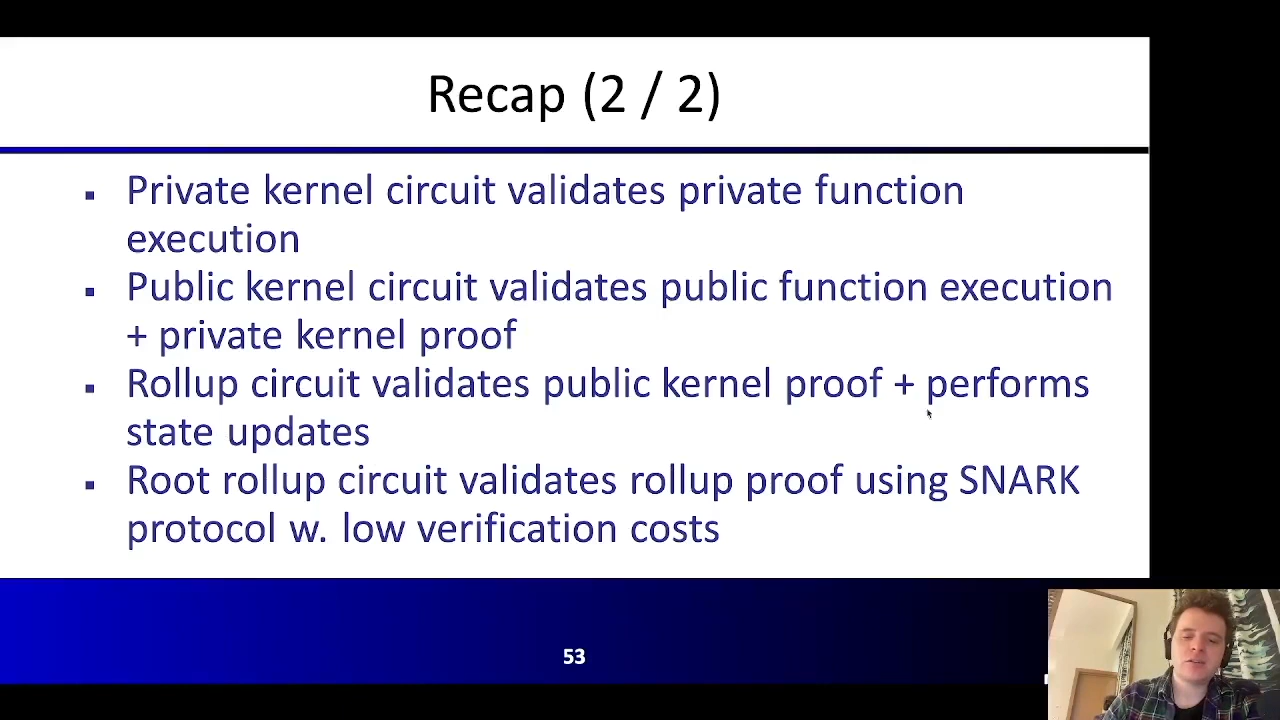 Recap (2 / 2)
▪ Private kernel circuit validates private function
execution
▪ Public kernel circuit validates public function execution
+ private kernel proof
▪ Rollup circuit validates public kernel proof + performs
state updates
▪ Root rollup circuit validates rollup proof using SNARK
protocol w. low verification costs
53